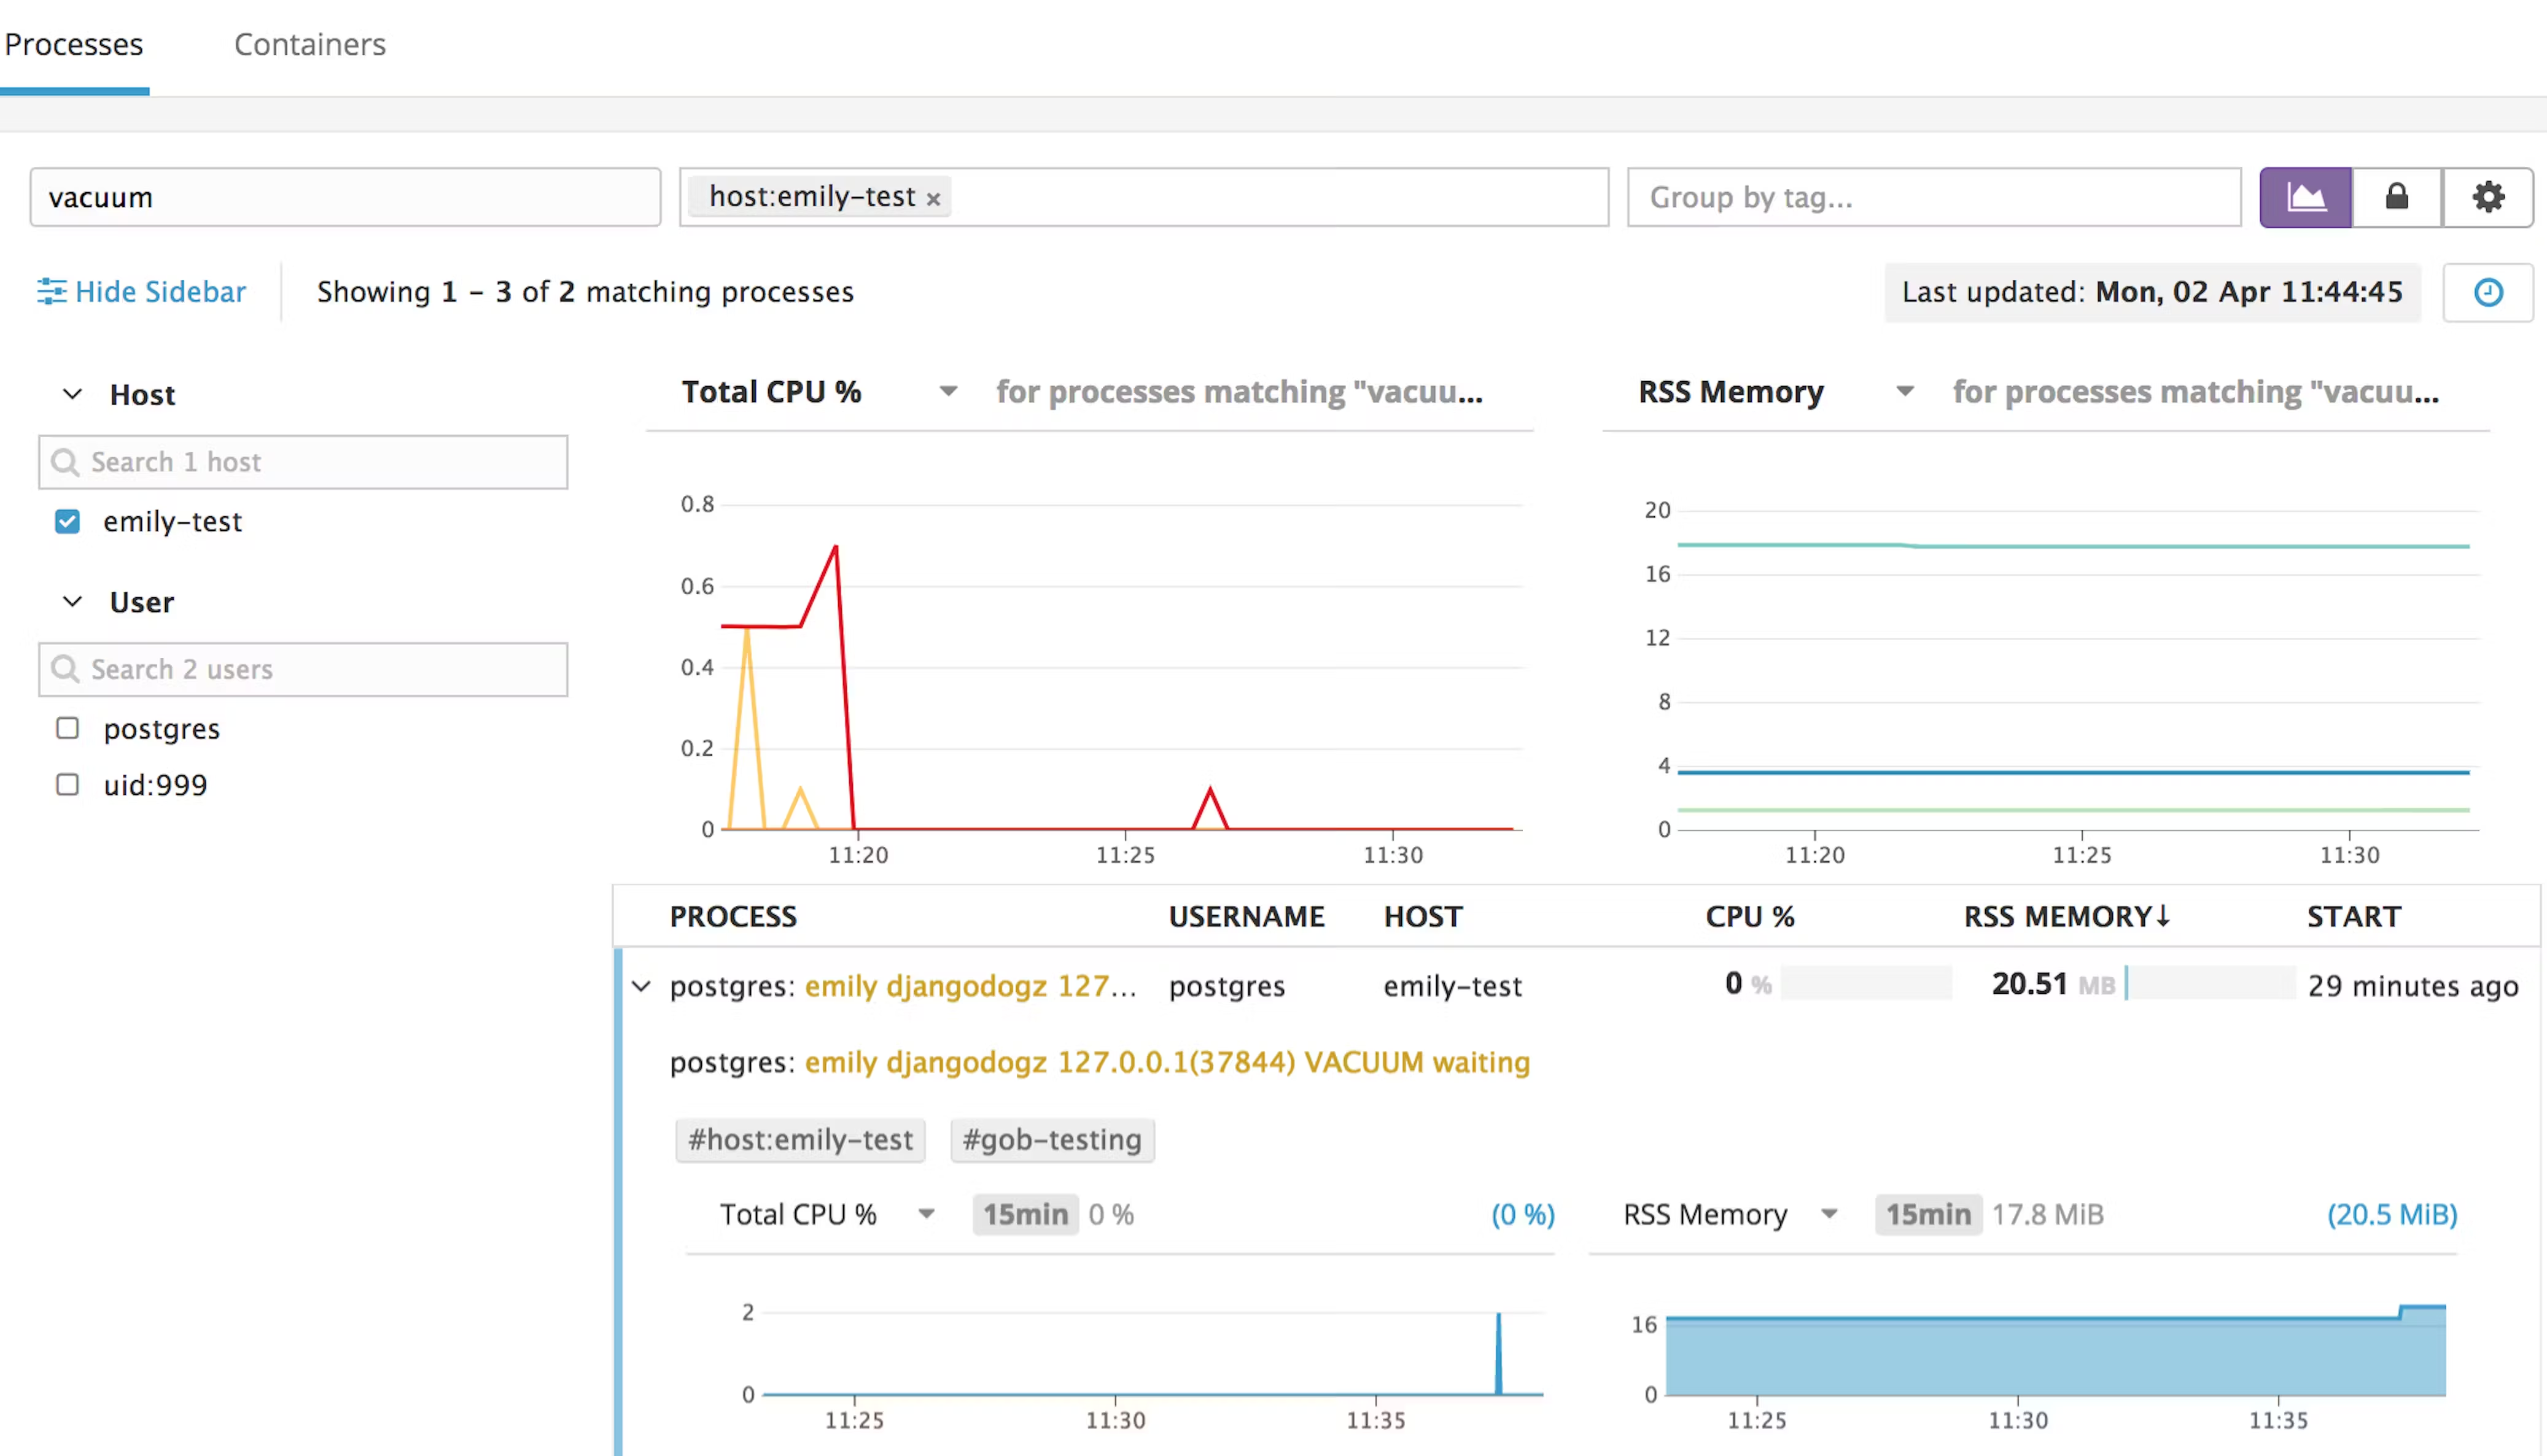 Processes Containers
vacuum host:emily-test × Group by tag...
Hide Sidebar Showing 1 – 3 of 2 matching processes Last updated: Mon, 02 Apr 11:44:45
Host
Search 1 host
emily-test
User
Search 2 users
postgres
uid:999
Total CPU % for processes matching "vacuu...
0.8
0.6
0.4
0.2
0
11:20 11:25 11:30
RSS Memory for processes matching "vacuu...
20
16
12
8
4
0
11:20 11:25 11:30
PROCESS USERNAME HOST CPU % RSS MEMORY↓ START
postgres: emily djangodogz 127... postgres emily-test 0 % 20.51 MB 29 minutes ago
postgres: emily djangodogz 127.0.0.1(37844) VACUUM waiting
#host:emily-test #gob-testing
Total CPU % 15min 0 % (0 %)
2
0
11:25 11:30 11:35
RSS Memory 15min 17.8 MiB (20.5 MiB)
16
0
11:25 11:30 11:35